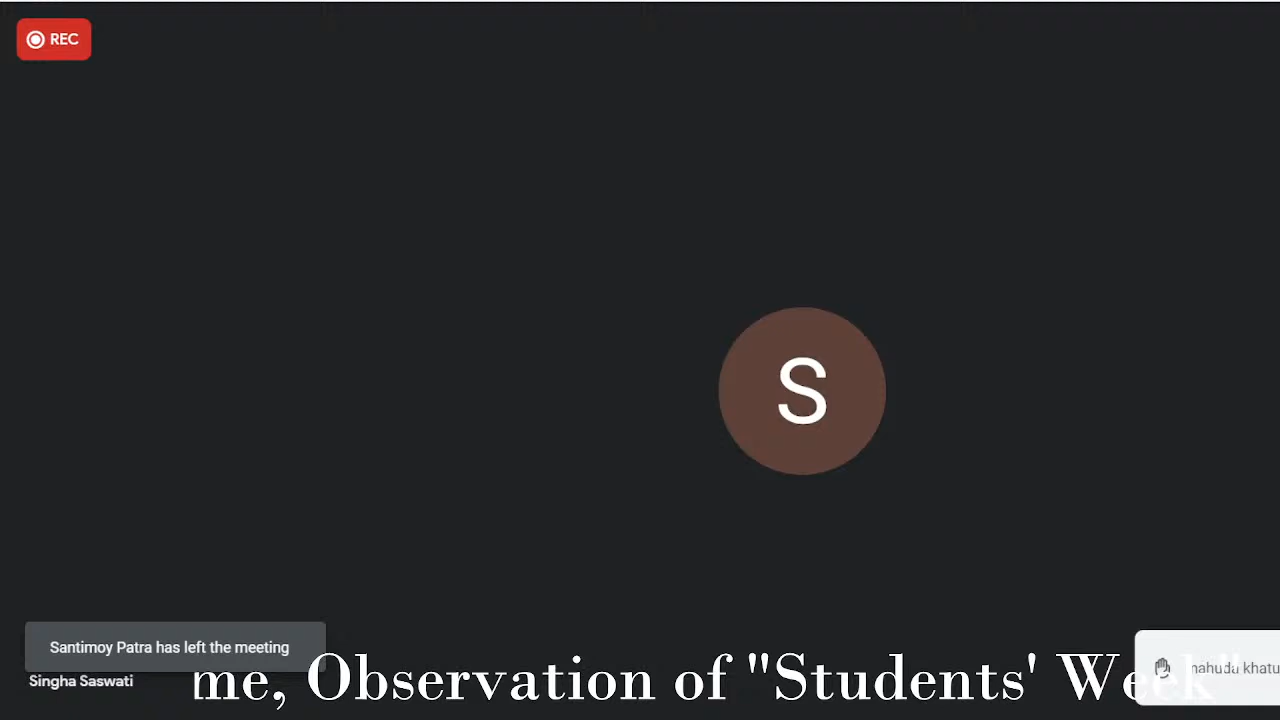 REC
S
Santimoy Patra has left the meeting
Singha Saswati
me, Observation of "Students' Week"